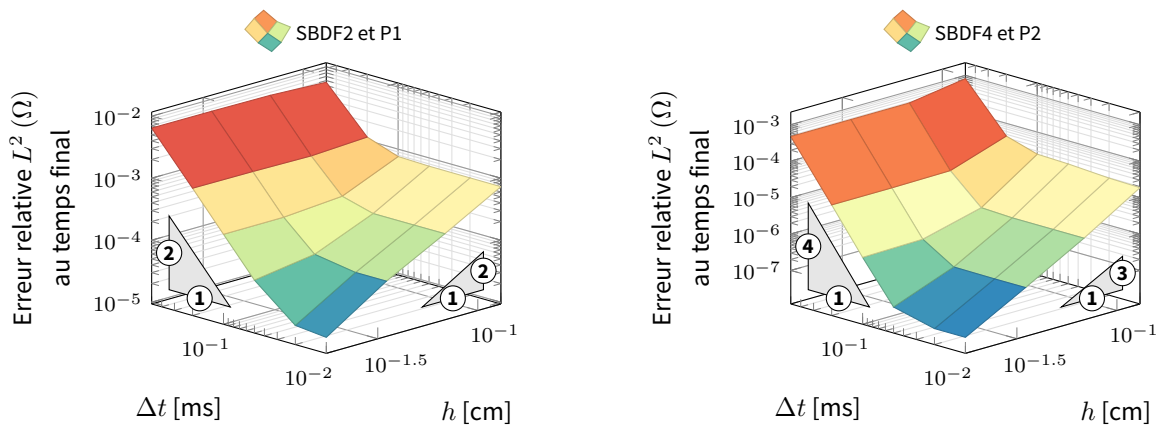 SBDF2 et P1
Erreur relative L² (Ω)
au temps final
10⁻²
10⁻³
10⁻⁴
10⁻⁵
2
1
2
1
10⁻¹
10⁻²
10⁻¹·⁵
10⁻¹
Δt [ms]
h [cm]
SBDF4 et P2
Erreur relative L² (Ω)
au temps final
10⁻³
10⁻⁴
10⁻⁵
10⁻⁶
10⁻⁷
4
1
3
1
10⁻¹
10⁻²
10⁻¹·⁵
10⁻¹
Δt [ms]
h [cm]